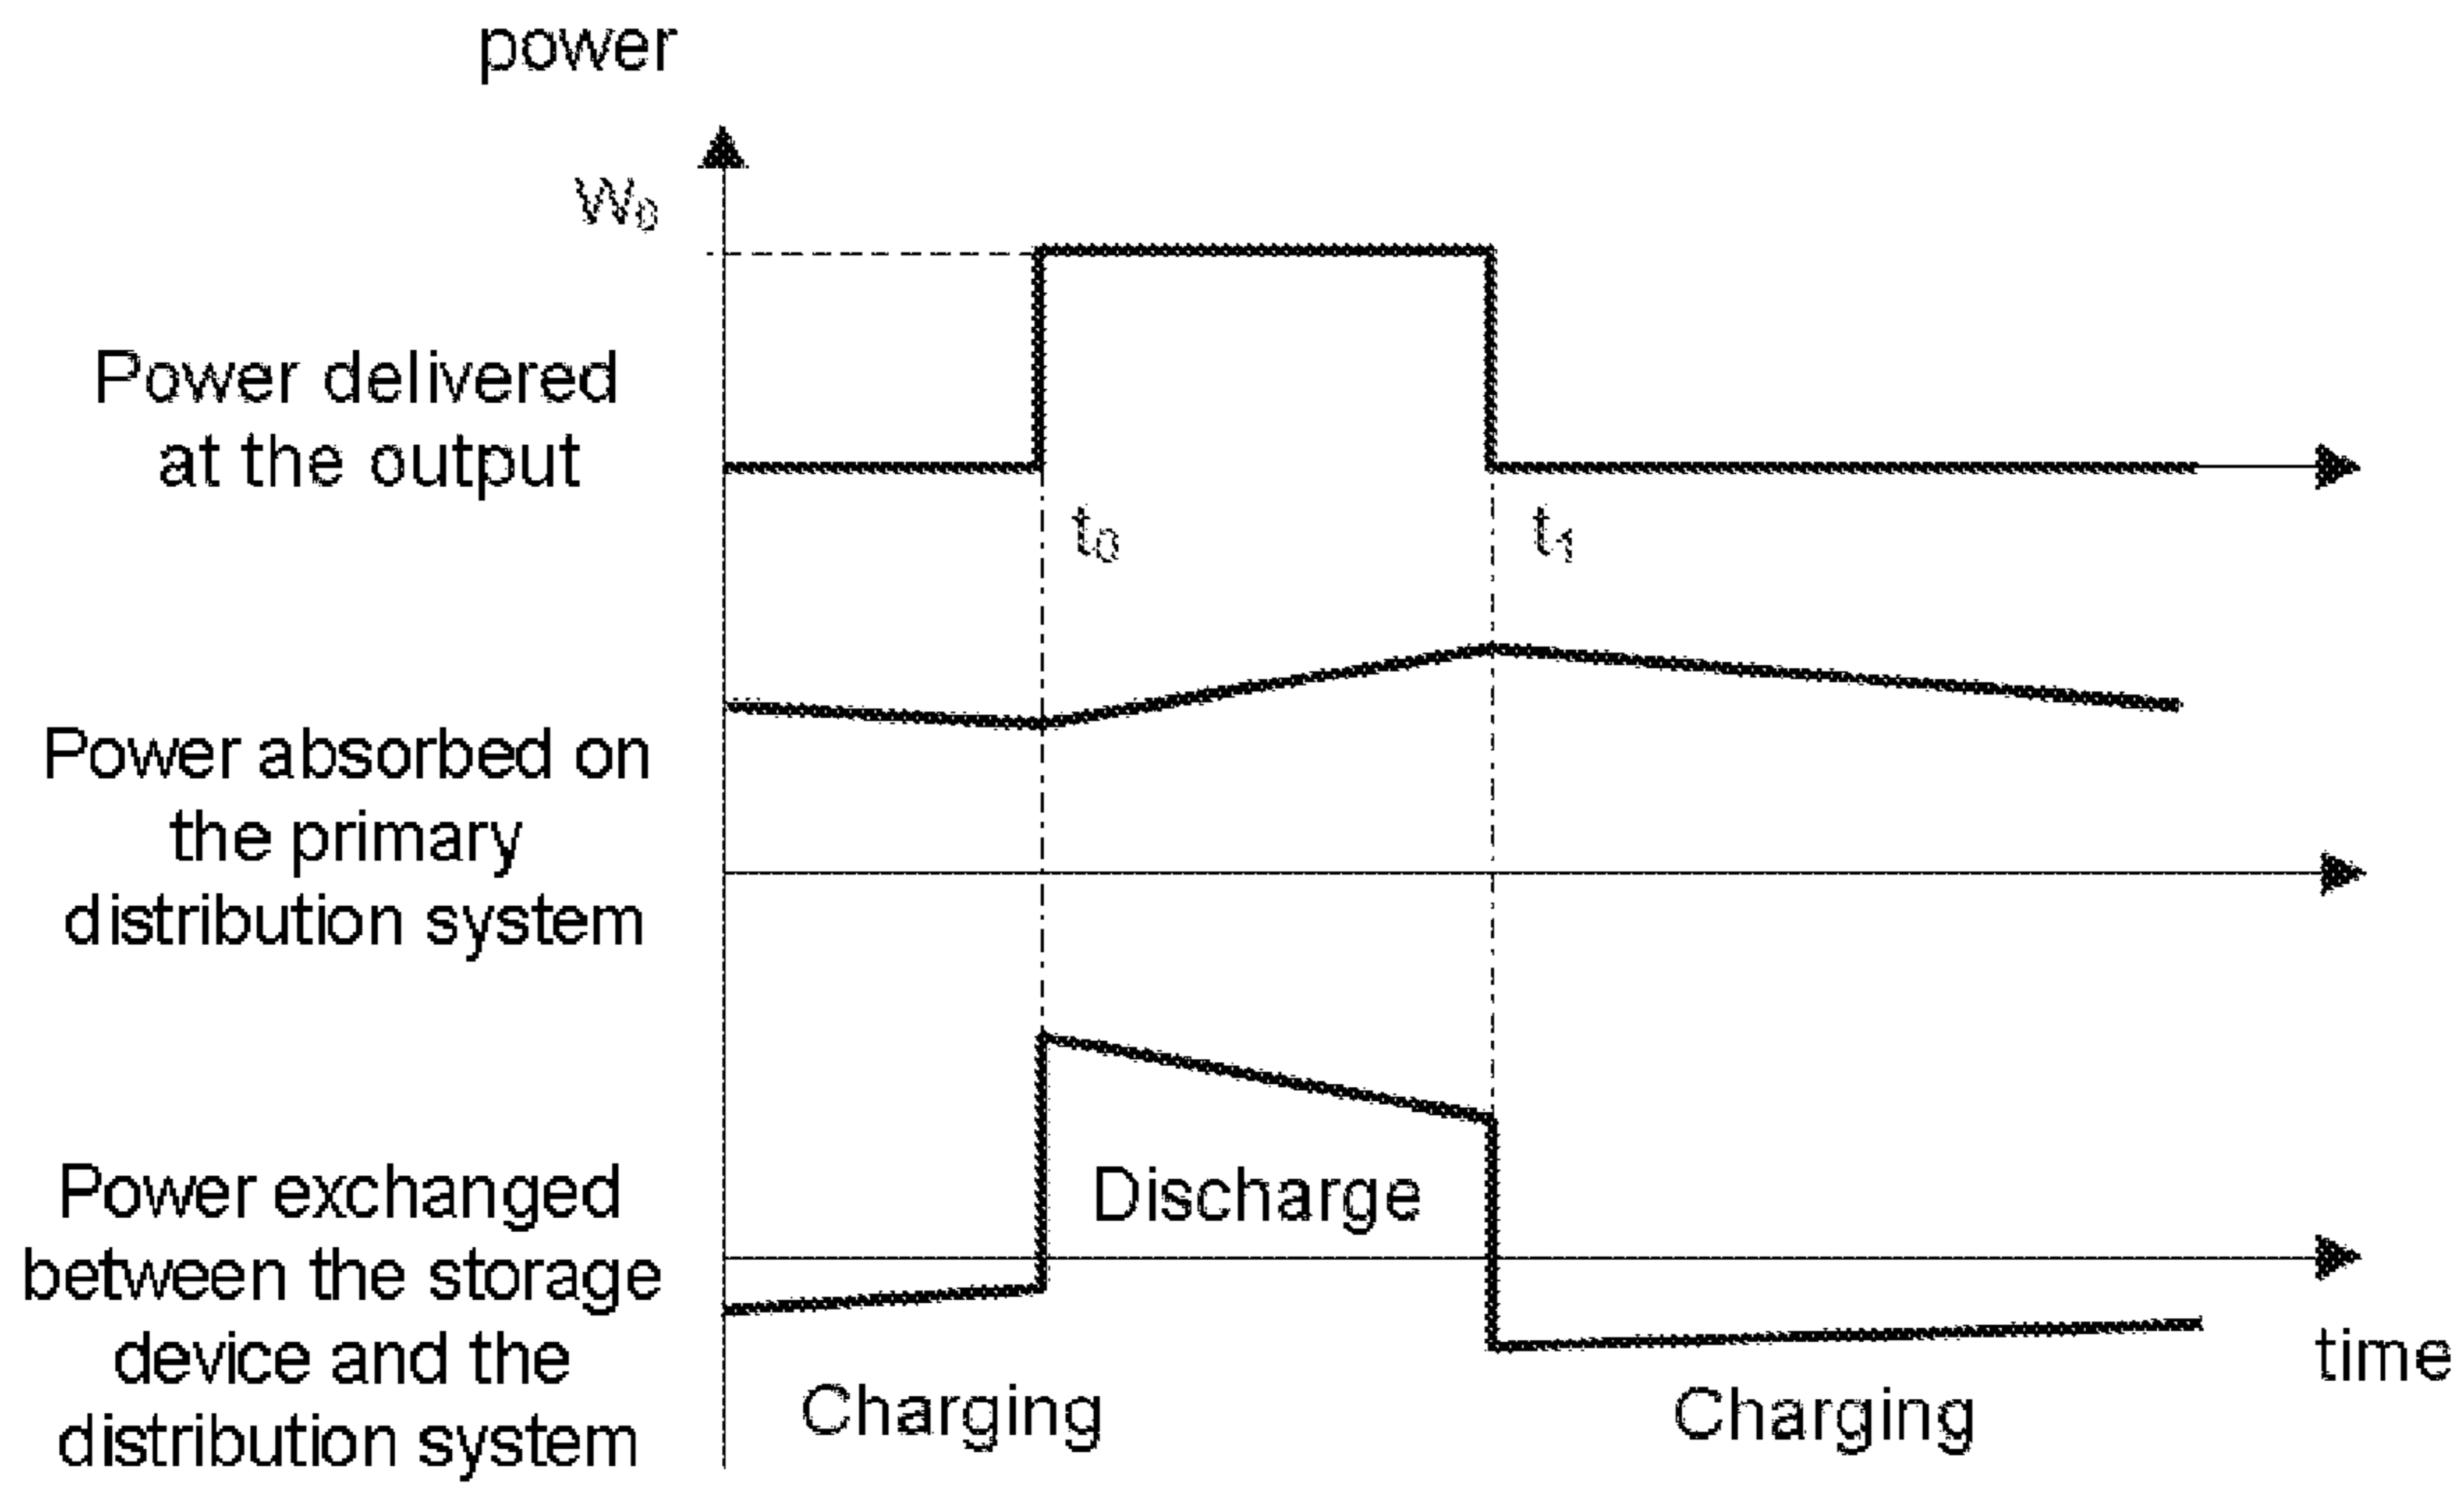 power
W₀
Power delivered
at the output
t₀
t₁
Power absorbed on
the primary
distribution system
Discharge
Power exchanged
between the storage
device and the
distribution system
time
Charging
Charging